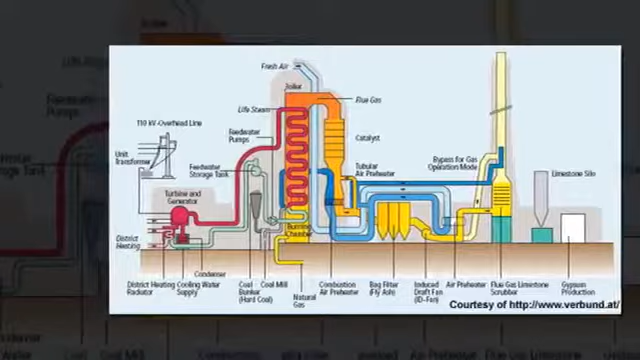 Fresh Air
Boiler
Flue Gas
Life Steam
110 kV-Overhead Line
Feedwater
Pumps
Catalyst
Unit
Transformer
Feedwater
Storage Tank
Tubular
Air Preheater
Bypass for Gas
Operation Mode
Limestone Silo
Turbine and
Generator
Burning
Chamber
District
Heating
Condenser
District Heating
Radiator
Cooling Water
Supply
Coal
Bunker
(Hard Coal)
Coal Mill
Natural
Gas
Combustion
Air Preheater
Bag Filter
(Fly Ash)
Induced
Draft Fan
(ID-Fan)
Air Preheater
Flue Gas
Scrubber
Limestone
Gypsum
Production
Courtesy of http://www.verbund.at/